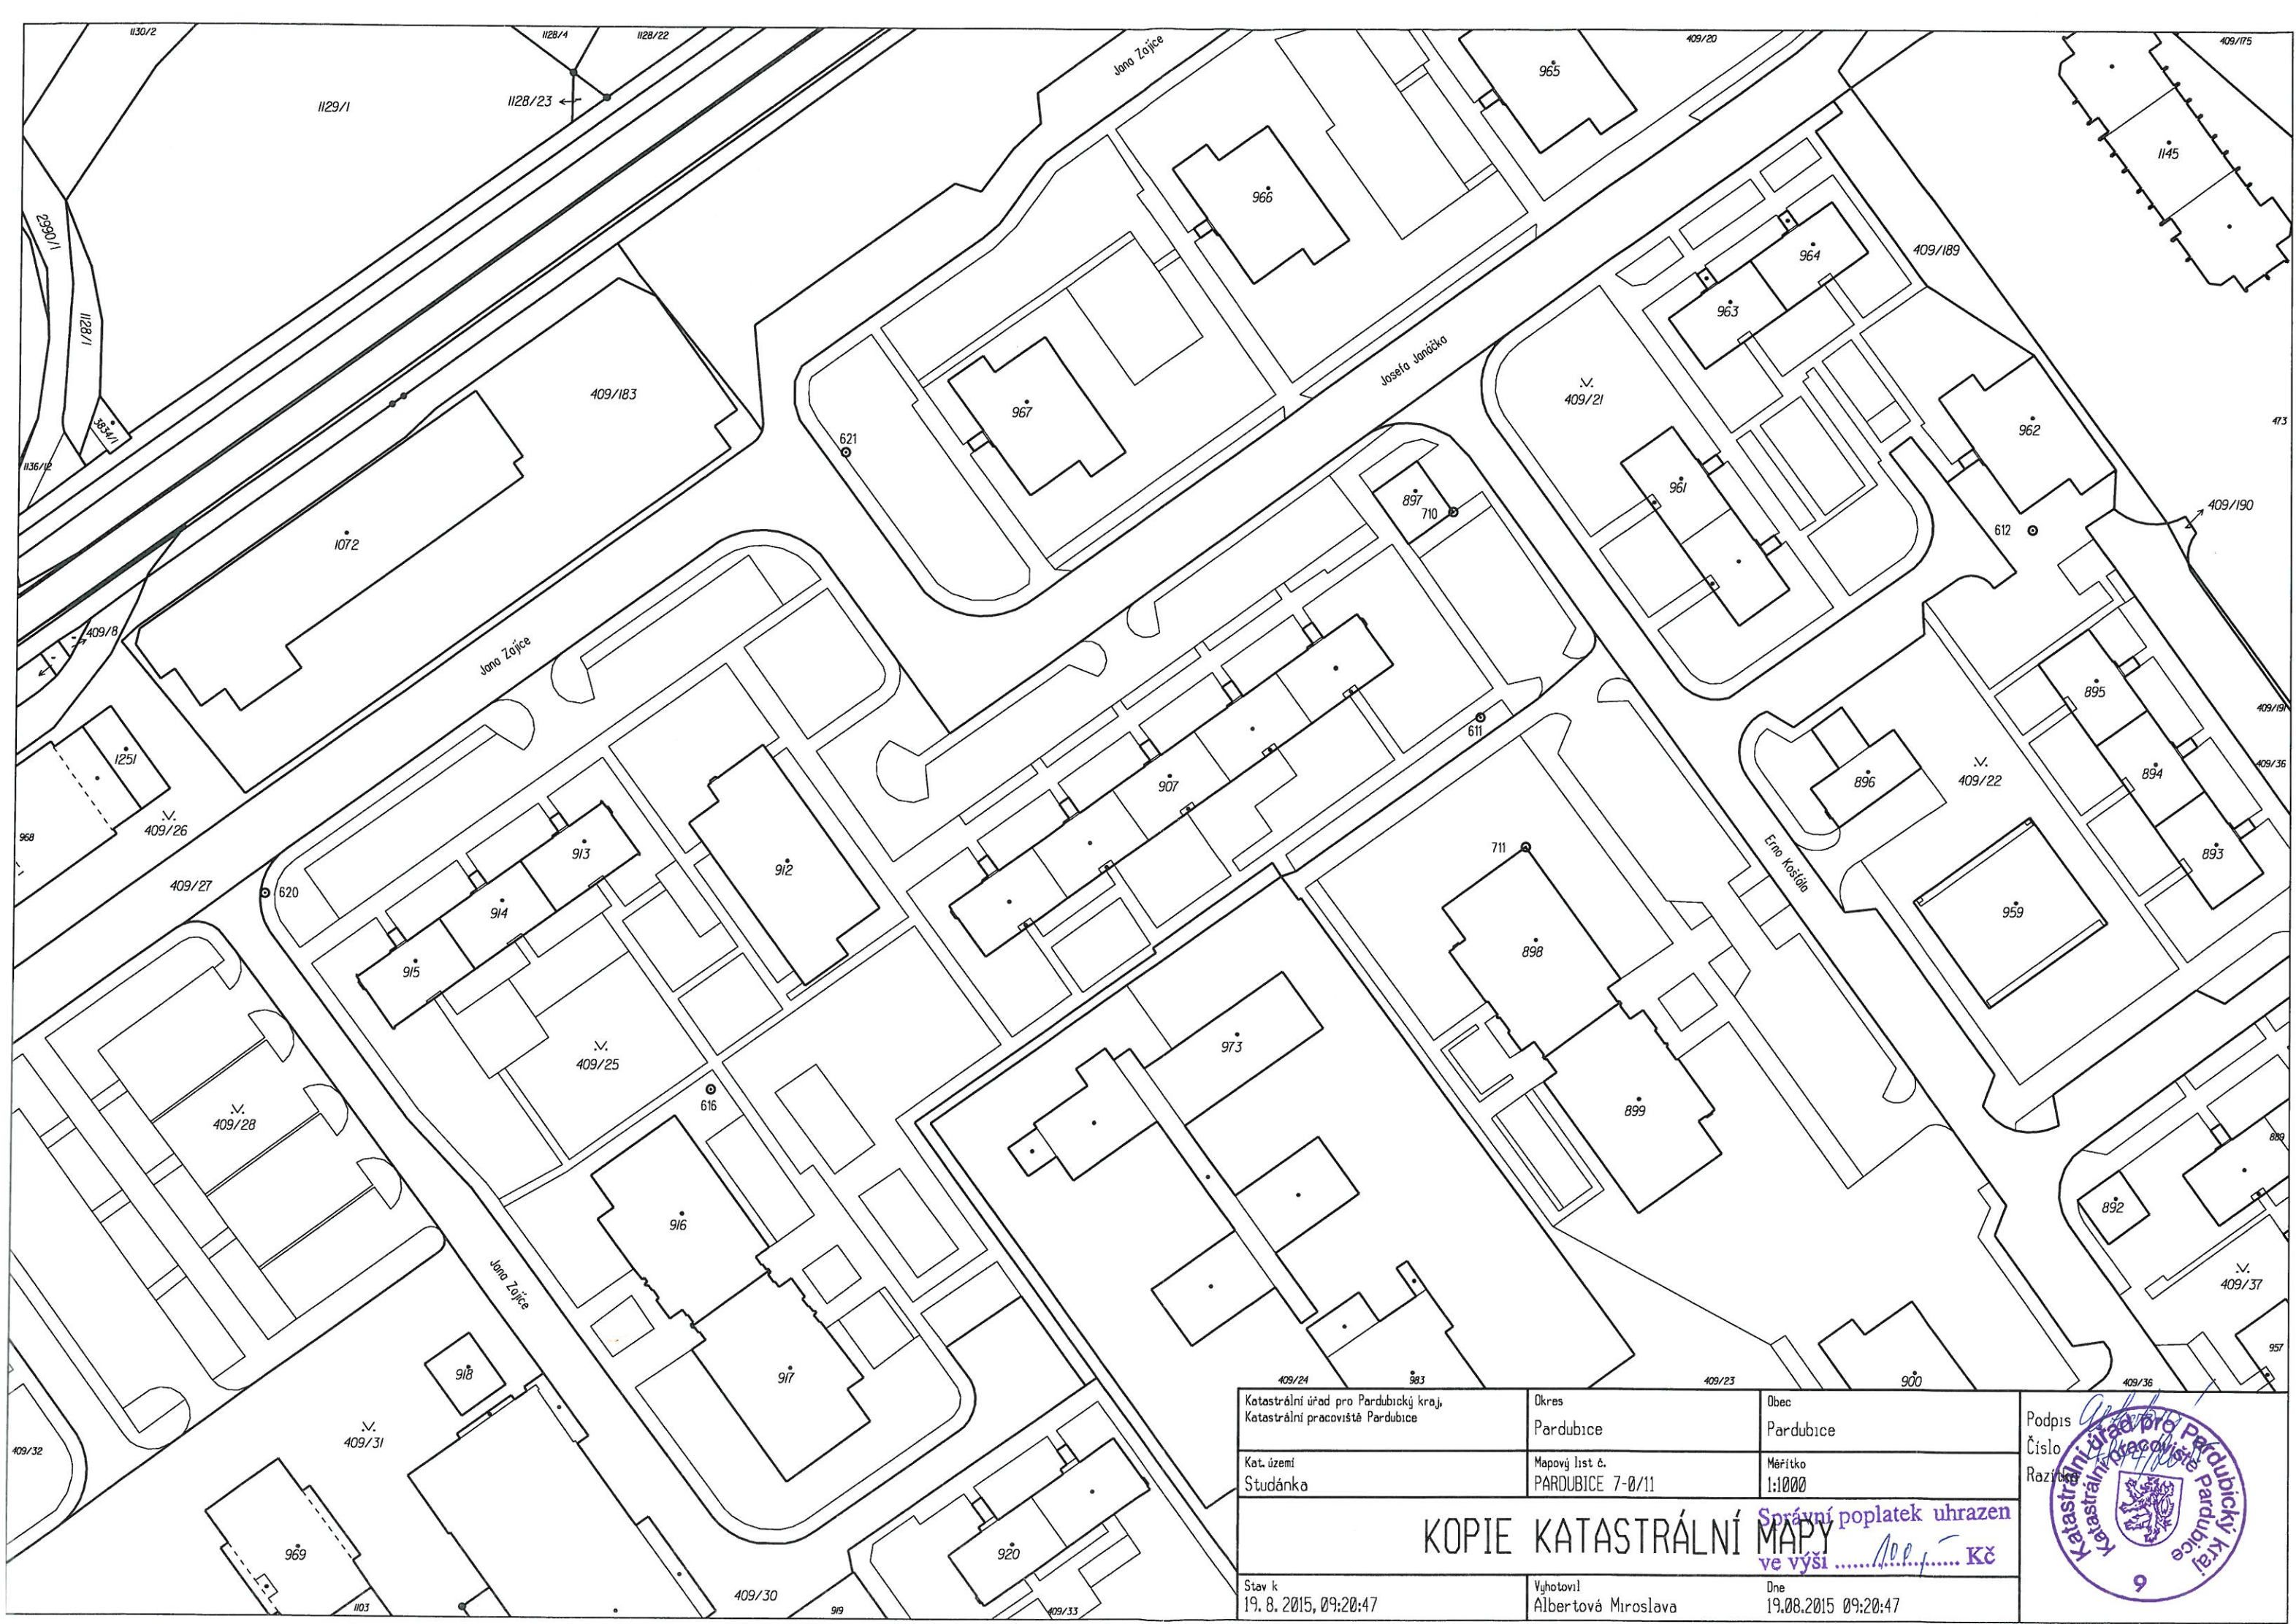 1130/2
1128/4
1128/22
Jana Zajíce
409/20
409/175
965
1129/1
1128/23
1145
966
2990/1
409/189
964
963
1128/1
Josefa Janáčka
409/183
409/21
967
473
962
3834/1
621
1136/12
961
897
710
409/190
612
1072
409/8
Jana Zajíce
895
409/191
611
1251
907
894
409/36
896
409/22
409/26
968
913
711
Erno Košťála
893
912
409/27
620
914
959
915
898
973
409/25
616
409/28
899
889
892
916
409/37
Jana Zajíce
957
918
917
409/24
983
409/23
900
409/36
409/31
409/32
969
920
409/30
1103
919
409/33
Katastrální úřad pro Pardubický kraj,
Katastrální pracoviště Pardubice
Okres
Pardubice
Obec
Pardubice
Podpis
Číslo
Razítko
Kat. území
Studánka
Mapový list č.
PARDUBICE 7-0/11
Měřítko
1:1000
KOPIE KATASTRÁLNÍ MAPY
Správní poplatek uhrazen
ve výši 100,- Kč
Stav k
19. 8. 2015, 09:20:47
Vyhotovil
Albertová Miroslava
Dne
19.08.2015 09:20:47
Katastrální úřad pro Pardubický kraj
Katastrální pracoviště Pardubice
6